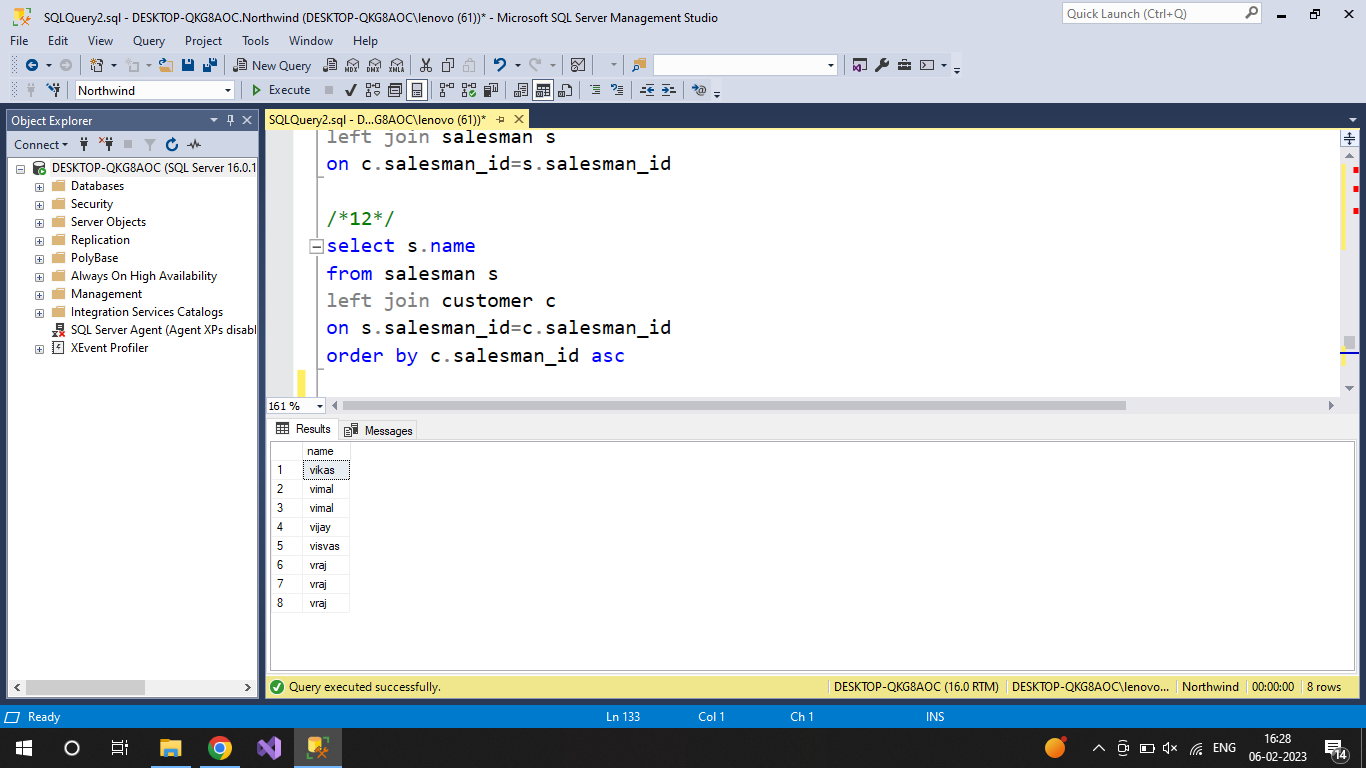 SQLQuery2.sql - DESKTOP-QKG8AOC.Northwind (DESKTOP-QKG8AOC\lenovo (61))* - Microsoft SQL Server Management Studio
Quick Launch (Ctrl+Q)
File Edit View Query Project Tools Window Help
New Query MDX DMX XMLA
Northwind Execute
Object Explorer
SQLQuery2.sql - D...G8AOC\lenovo (61))*
Connect
DESKTOP-QKG8AOC (SQL Server 16.0.1
Databases
Security
Server Objects
Replication
PolyBase
Always On High Availability
Management
Integration Services Catalogs
SQL Server Agent (Agent XPs disabl
XEvent Profiler
left join salesman s
on c.salesman_id=s.salesman_id
/*12*/
select s.name
from salesman s
left join customer c
on s.salesman_id=c.salesman_id
order by c.salesman_id asc
161 %
Results Messages
name
1 vikas
2 vimal
3 vimal
4 vijay
5 visvas
6 vraj
7 vraj
8 vraj
Query executed successfully. DESKTOP-QKG8AOC (16.0 RTM) DESKTOP-QKG8AOC\lenovo... Northwind 00:00:00 8 rows
Ready Ln 133 Col 1 Ch 1 INS
ENG 16:28
06-02-2023 14